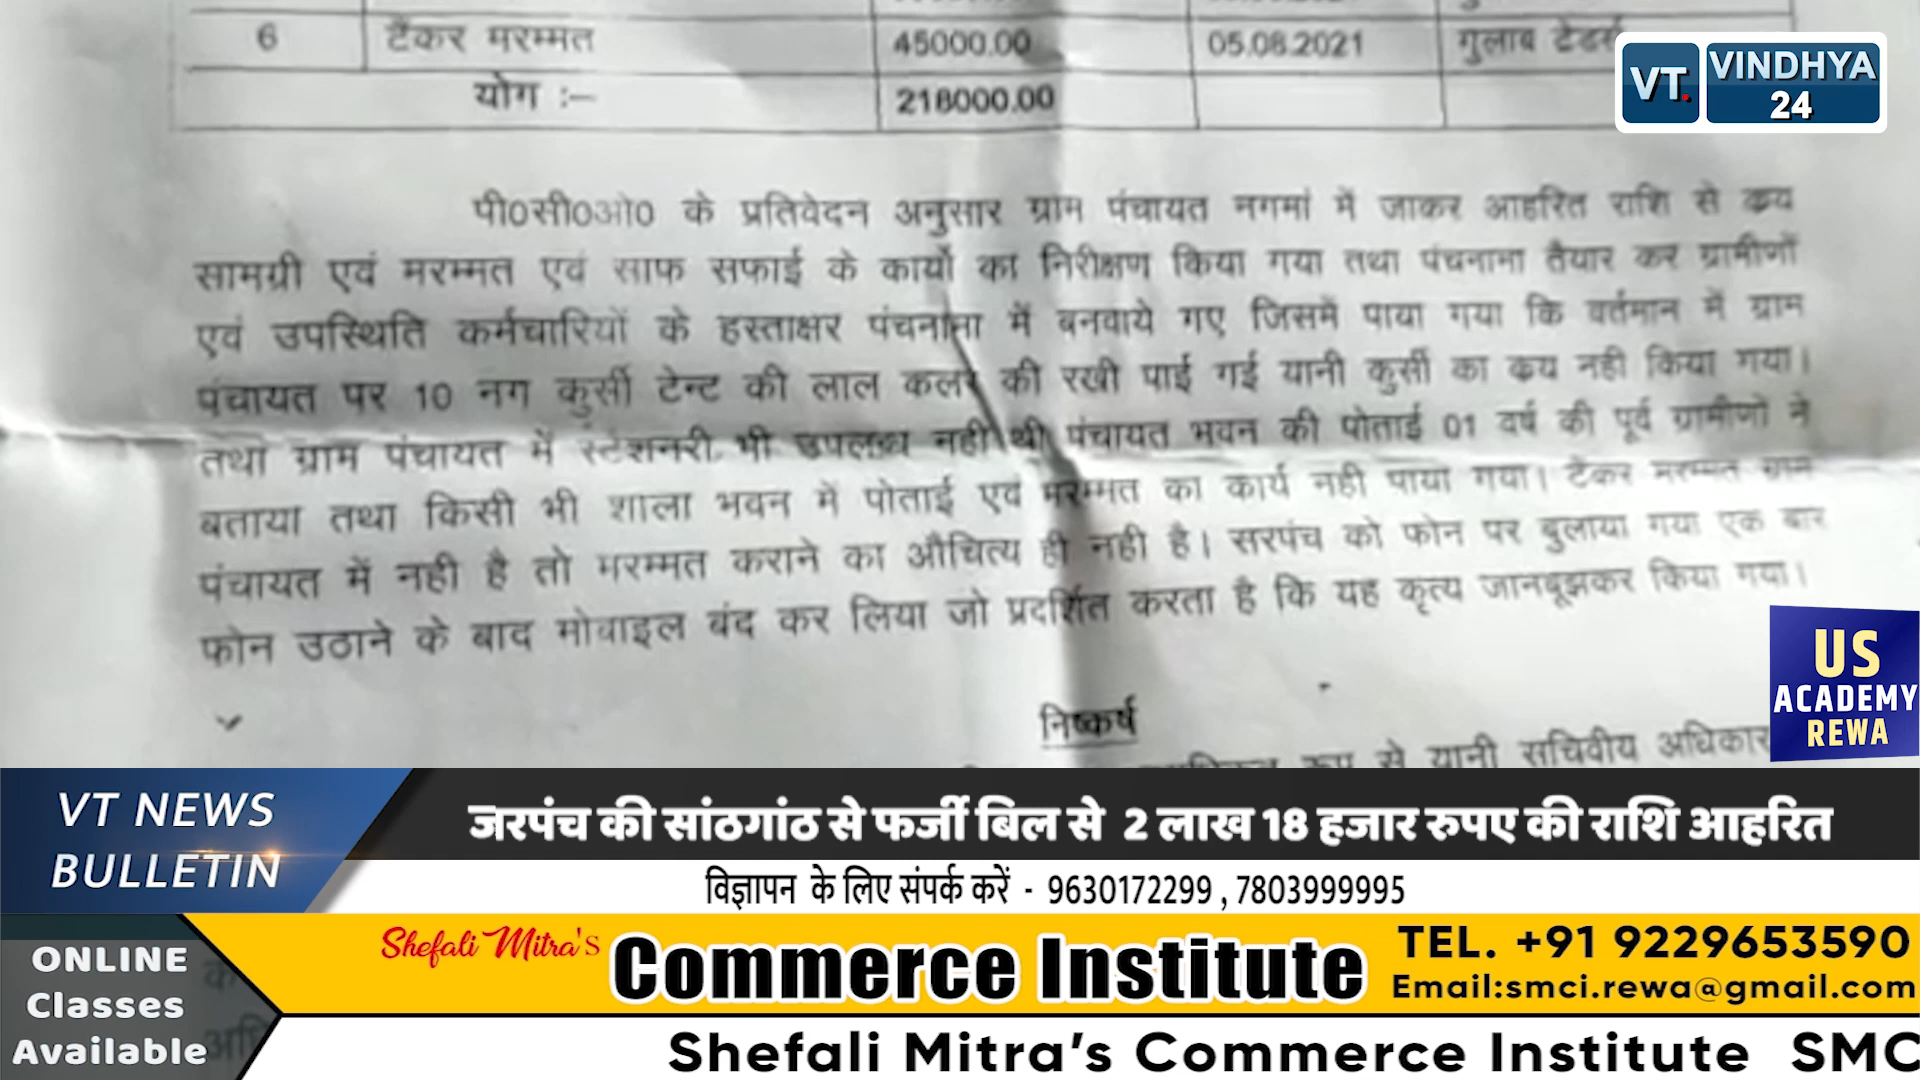 6 टैंकर मरम्मत 45000.00 05.08.2021 गुलाब टेडर्स
योग :– 218000.00
VT. VINDHYA
24
पी0सी0ओ0 के प्रतिवेदन अनुसार ग्राम पंचायत नगमां में जाकर आहरित राशि से क्रय
सामग्री एवं मरम्मत एवं साफ सफाई के कार्यो का निरीक्षण किया गया तथा पंचनामा तैयार कर ग्रामीणों
एवं उपस्थिति कर्मचारियों के हस्ताक्षर पंचनामा में बनवाये गए जिसमें पाया गया कि वर्तमान में ग्राम
पंचायत पर 10 नग कुर्सी टेन्ट की लाल कलर की रखी पाई गई यानी कुर्सी का क्रय नही किया गया।
तथा ग्राम पंचायत में स्टेशनरी भी उपलब्ध नही थी पंचायत भवन की पोताई 01 वर्ष की पूर्व ग्रामीणो ने
बताया तथा किसी भी शाला भवन में पोताई एवं मरम्मत का कार्य नही पाया गया। टेंकर मरम्मत ग्राम
पंचायत में नही है तो मरम्मत कराने का औचित्य ही नही है। सरपंच को फोन पर बुलाया गया एक बार
फोन उठाने के बाद मोबाइल बंद कर लिया जो प्रदर्शित करता है कि यह कृत्य जानबूझकर किया गया।
निष्कर्ष
रूप से यानी सचिवीय अधिकार
US
ACADEMY
REWA
VT NEWS
BULLETIN
जरपंच की सांठगांठ से फर्जी बिल से 2 लाख 18 हजार रुपए की राशि आहरित
विज्ञापन के लिए संपर्क करें - 9630172299 , 7803999995
ONLINE
Classes
Available
Shefali Mitra's Commerce Institute
TEL. +91 9229653590
Email:smci.rewa@gmail.com
Shefali Mitra's Commerce Institute SMC